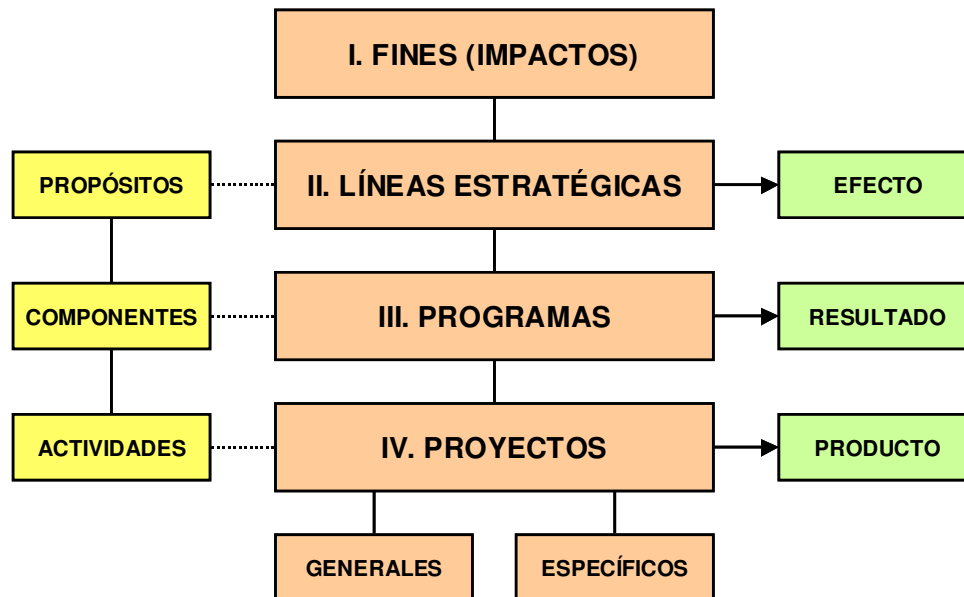 I. FINES (IMPACTOS)
PROPÓSITOS
II. LÍNEAS ESTRATÉGICAS
EFECTO
COMPONENTES
III. PROGRAMAS
RESULTADO
ACTIVIDADES
IV. PROYECTOS
PRODUCTO
GENERALES
ESPECÍFICOS